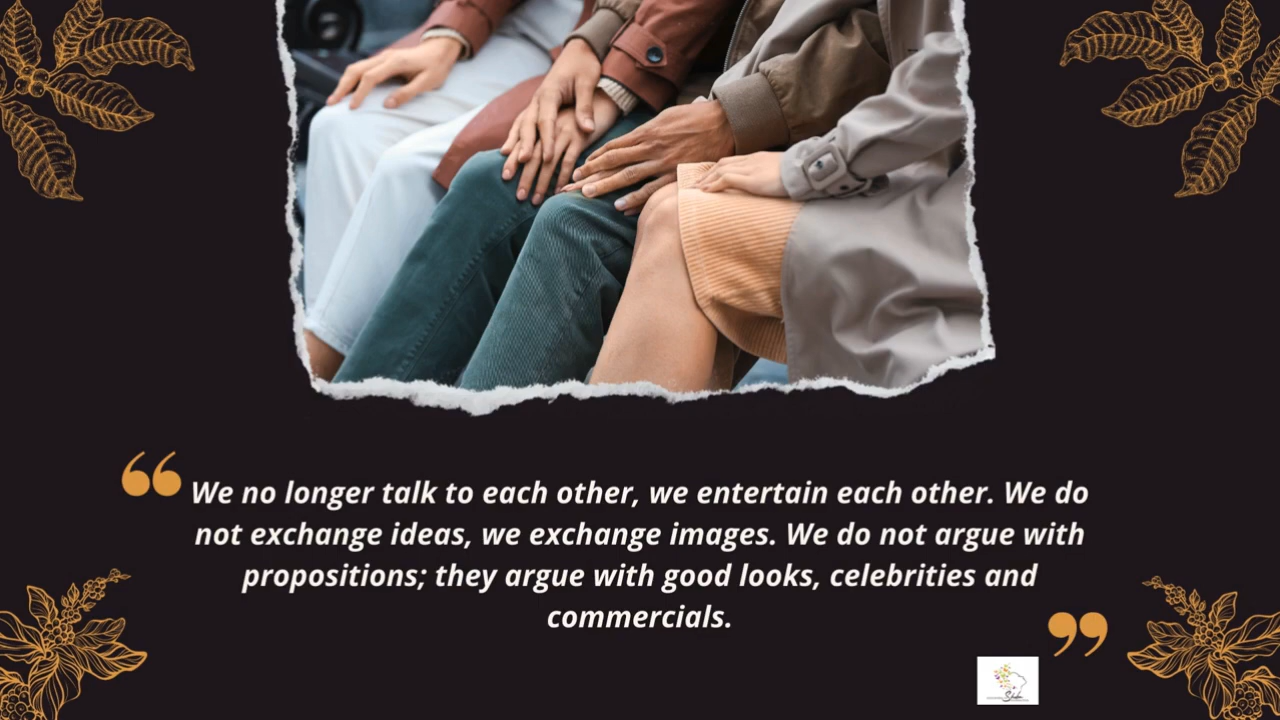 “ We no longer talk to each other, we entertain each other. We do
not exchange ideas, we exchange images. We do not argue with
propositions; they argue with good looks, celebrities and
commercials. ”